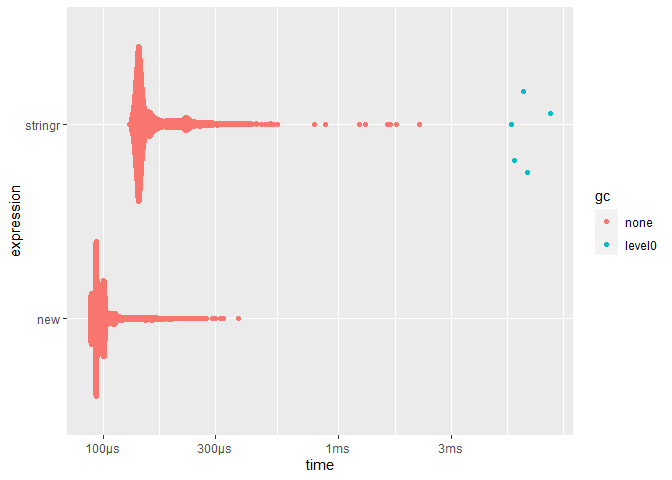 stringr
new
expression
100µs 300µs 1ms 3ms
time
gc
none
level0